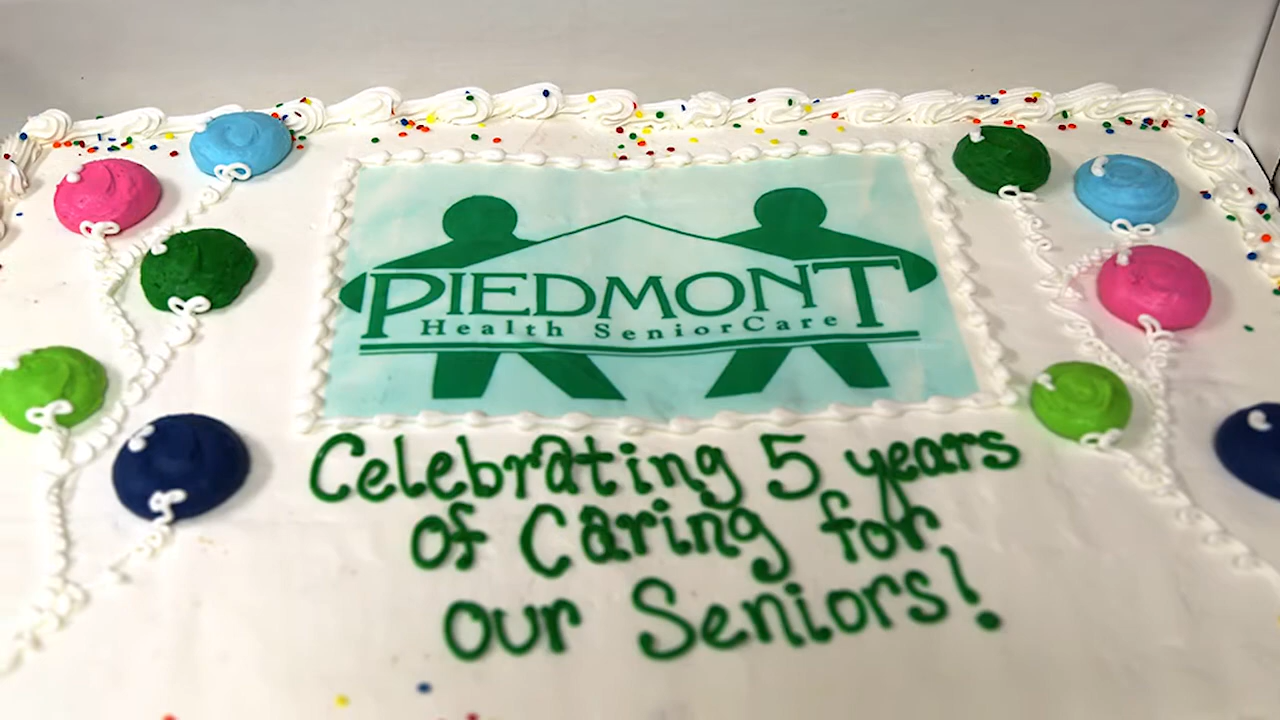 PIEDMONT
Health SeniorCare
Celebrating 5 years
of Caring for
our Seniors!